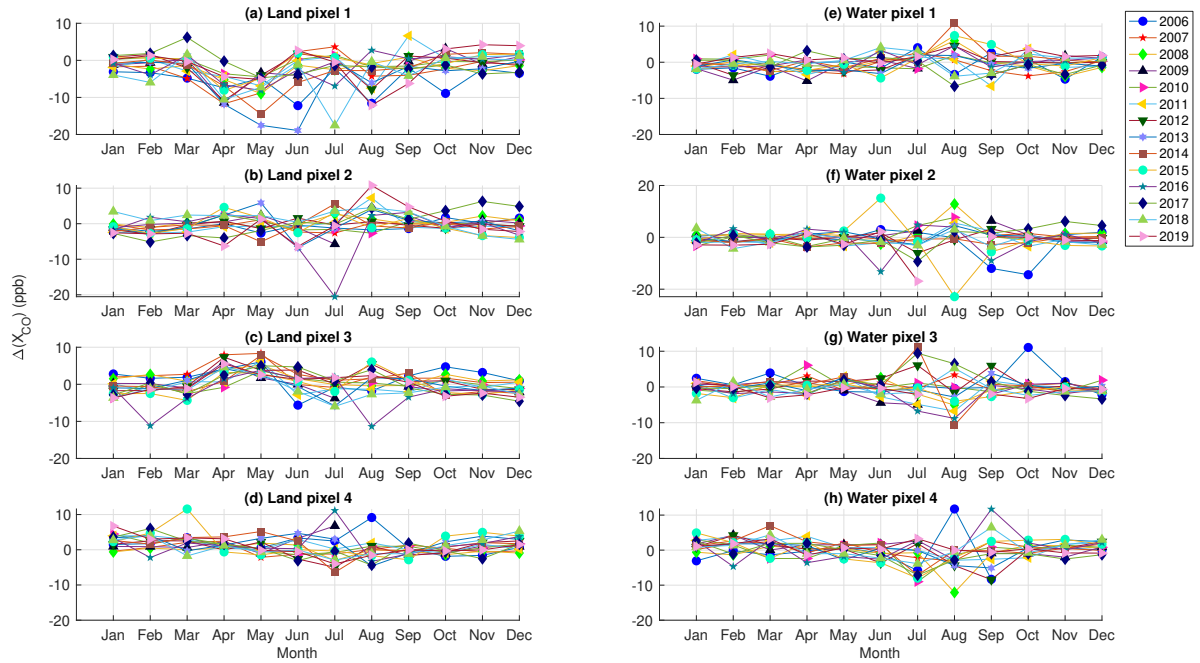 (a) Land pixel 1
10
0
-10
-20
Jan Feb Mar Apr May Jun Jul Aug Sep Oct Nov Dec
(b) Land pixel 2
10
0
-10
-20
Jan Feb Mar Apr May Jun Jul Aug Sep Oct Nov Dec
(c) Land pixel 3
10
0
-10
-20
Jan Feb Mar Apr May Jun Jul Aug Sep Oct Nov Dec
(d) Land pixel 4
10
0
-10
-20
Jan Feb Mar Apr May Jun Jul Aug Sep Oct Nov Dec
Month
Δ(X_CO) (ppb)
(e) Water pixel 1
10
0
-10
-20
Jan Feb Mar Apr May Jun Jul Aug Sep Oct Nov Dec
(f) Water pixel 2
20
0
-20
Jan Feb Mar Apr May Jun Jul Aug Sep Oct Nov Dec
(g) Water pixel 3
10
0
-10
-20
Jan Feb Mar Apr May Jun Jul Aug Sep Oct Nov Dec
(h) Water pixel 4
10
0
-10
-20
Jan Feb Mar Apr May Jun Jul Aug Sep Oct Nov Dec
Month
2006
2007
2008
2009
2010
2011
2012
2013
2014
2015
2016
2017
2018
2019